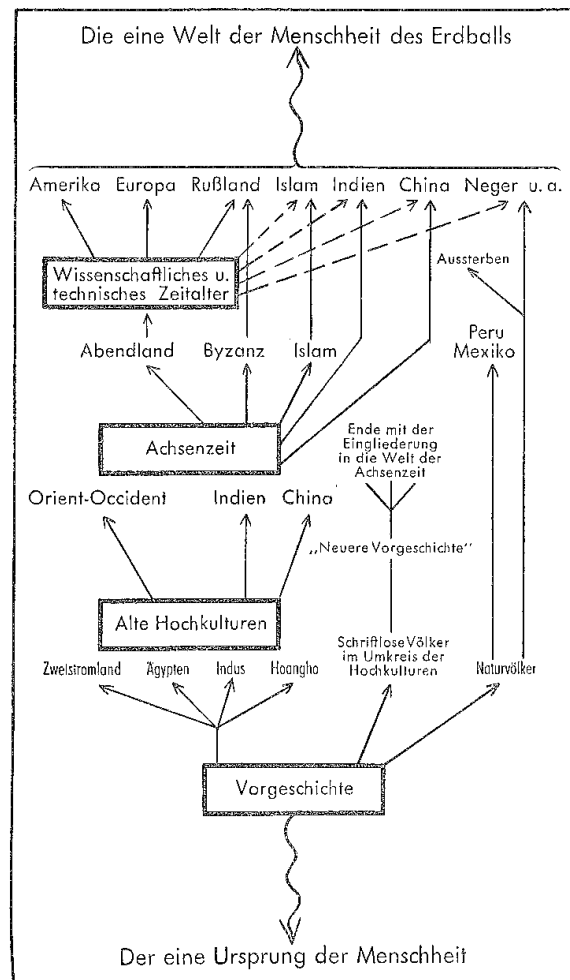 Die eine Welt der Menschheit des Erdballs
Amerika Europa Rußland Islam Indien China Neger u. a.
Wissenschaftliches u.
technisches Zeitalter
Aussterben
Abendland Byzanz Islam
Peru
Mexiko
Achsenzeit
Ende mit der
Eingliederung
in die Welt der
Achsenzeit
Orient-Occident Indien China
„Neuere Vorgeschichte"
Alte Hochkulturen
Schriftlose Völker
im Umkreis der
Hochkulturen
Zweistromland Ägypten Indus Hoangho
Naturvölker
Vorgeschichte
Der eine Ursprung der Menschheit